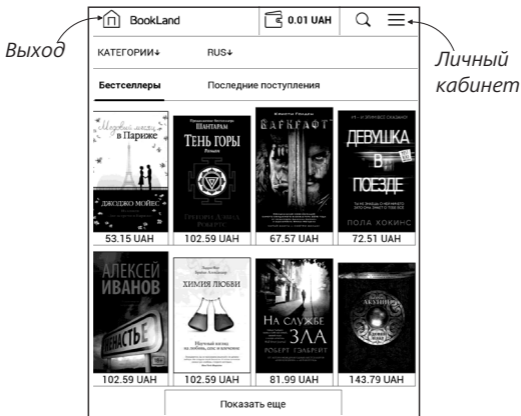 BookLand
0.01 UAH
Выход
Личный
кабинет
КАТЕГОРИИ↓
RUS↓
Бестселлеры
Последние поступления
Медовый месяц
в Париже
ДЖОДЖО МОЙЕС
ШАНТАРАМ
ТЕНЬ ГОРЫ
ВАРКРАФТ
ДЕВУШКА
В
ПОЕЗДЕ
ПОЛА ХОКИНС
53.15 UAH
102.59 UAH
67.57 UAH
72.51 UAH
АЛЕКСЕЙ
ИВАНОВ
НЕНАСТЬЕ
ХИМИЯ ЛЮБВИ
НА СЛУЖБЕ
ЗЛА
РОБЕРТ ГЭЛБРЕЙТ
102.59 UAH
102.59 UAH
81.99 UAH
143.79 UAH
Показать еще